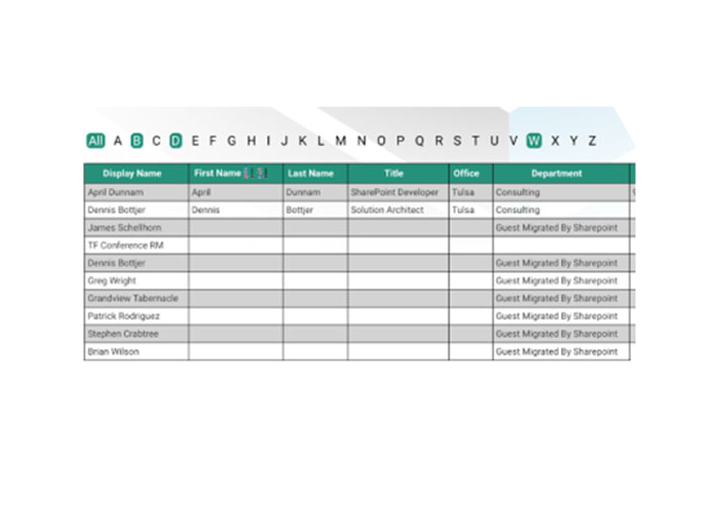 All A B C D E F G H I J K L M N O P Q R S T U V W X Y Z
Display Name First Name Last Name Title Office Department
April Dunnam April Dunnam SharePoint Developer Tulsa Consulting
Dennis Bottjer Dennis Bottjer Solution Architect Tulsa Consulting
James Schellhorn Guest Migrated By Sharepoint
TF Conference RM
Dennis Bottjer Guest Migrated By Sharepoint
Greg Wright Guest Migrated By Sharepoint
Grandview Tabernacle Guest Migrated By Sharepoint
Patrick Rodriguez Guest Migrated By Sharepoint
Stephen Crabtree Guest Migrated By Sharepoint
Brian Wilson Guest Migrated By Sharepoint